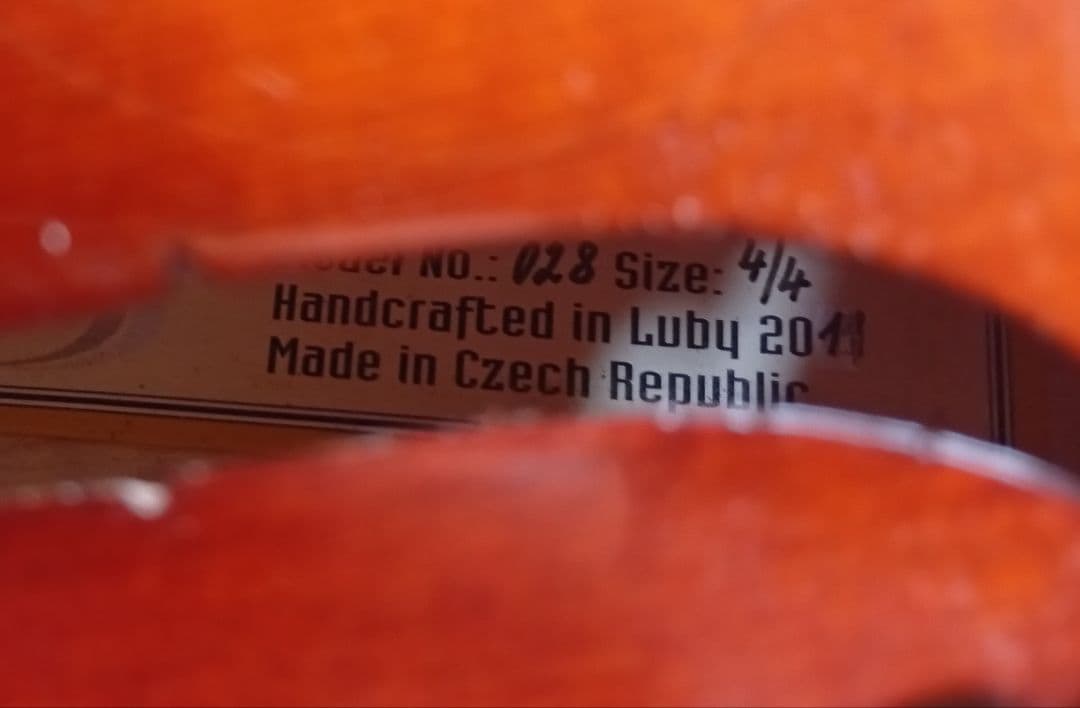 No.: 028 Size: 4/4
Handcrafted in Luby
Made in Czech Republic